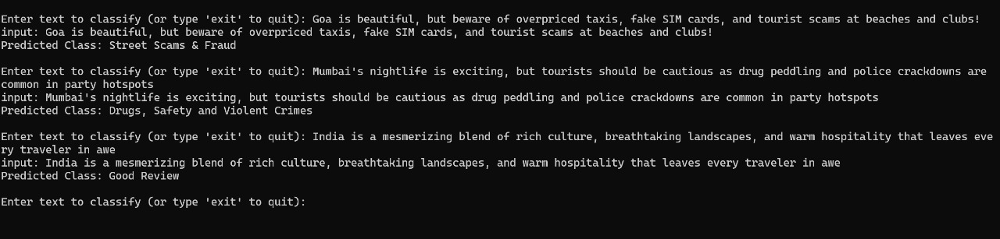 Enter text to classify (or type 'exit' to quit): Goa is beautiful, but beware of overpriced taxis, fake SIM cards, and tourist scams at beaches and clubs!
input: Goa is beautiful, but beware of overpriced taxis, fake SIM cards, and tourist scams at beaches and clubs!
Predicted Class: Street Scams & Fraud
Enter text to classify (or type 'exit' to quit): Mumbai's nightlife is exciting, but tourists should be cautious as drug peddling and police crackdowns are
common in party hotspots
input: Mumbai's nightlife is exciting, but tourists should be cautious as drug peddling and police crackdowns are common in party hotspots
Predicted Class: Drugs, Safety and Violent Crimes
Enter text to classify (or type 'exit' to quit): India is a mesmerizing blend of rich culture, breathtaking landscapes, and warm hospitality that leaves eve
ry traveler in awe
input: India is a mesmerizing blend of rich culture, breathtaking landscapes, and warm hospitality that leaves every traveler in awe
Predicted Class: Good Review
Enter text to classify (or type 'exit' to quit):